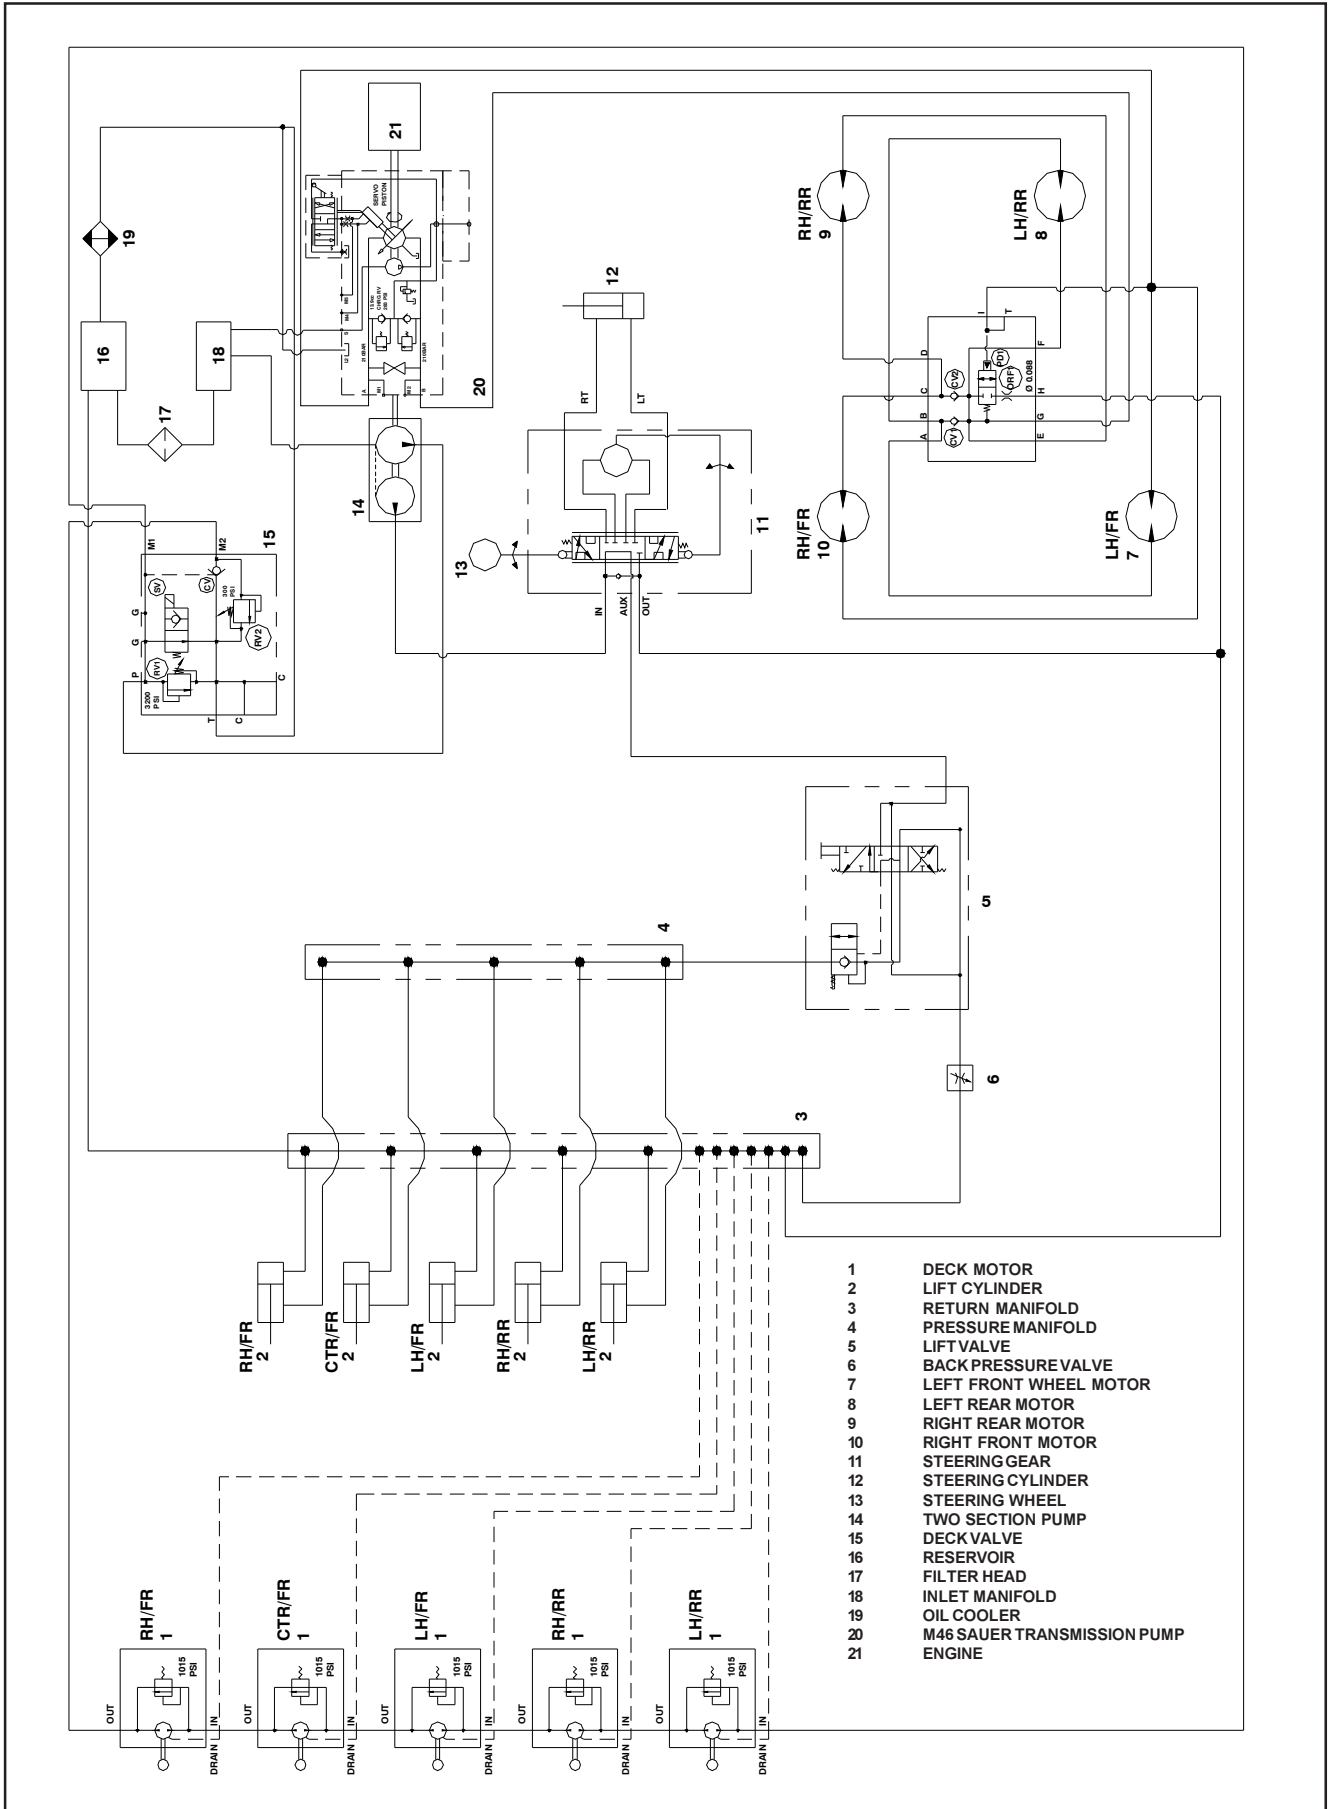 21
SERVO
PISTON
19
16
18
17
20
14
15
12
RT
LT
11
13
IN
AUX
OUT
RH/RR
9
LH/RR
8
RH/FR
10
LH/FR
7
I
T
D
C
B
A
F
H
G
E
CV2
CV1
PD1
ORF1
Ø 0.088
M4
S
L2
A
M1
M2
B
M1
M2
G
G
P
T
C
C
SV
CV
300
PSI
RV2
RV1
3200
PSI
5
6
4
3
RH/FR
2
CTR/FR
2
LH/FR
2
RH/RR
2
LH/RR
2
RH/FR
1
CTR/FR
1
LH/FR
1
RH/RR
1
LH/RR
1
OUT
1015
PSI
DRAIN
IN
OUT
1015
PSI
DRAIN
IN
OUT
1015
PSI
DRAIN
IN
OUT
1015
PSI
DRAIN
IN
OUT
1015
PSI
DRAIN
IN
1 DECK MOTOR
2 LIFT CYLINDER
3 RETURN MANIFOLD
4 PRESSURE MANIFOLD
5 LIFT VALVE
6 BACK PRESSURE VALVE
7 LEFT FRONT WHEEL MOTOR
8 LEFT REAR MOTOR
9 RIGHT REAR MOTOR
10 RIGHT FRONT MOTOR
11 STEERING GEAR
12 STEERING CYLINDER
13 STEERING WHEEL
14 TWO SECTION PUMP
15 DECK VALVE
16 RESERVOIR
17 FILTER HEAD
18 INLET MANIFOLD
19 OIL COOLER
20 M46 SAUER TRANSMISSION PUMP
21 ENGINE